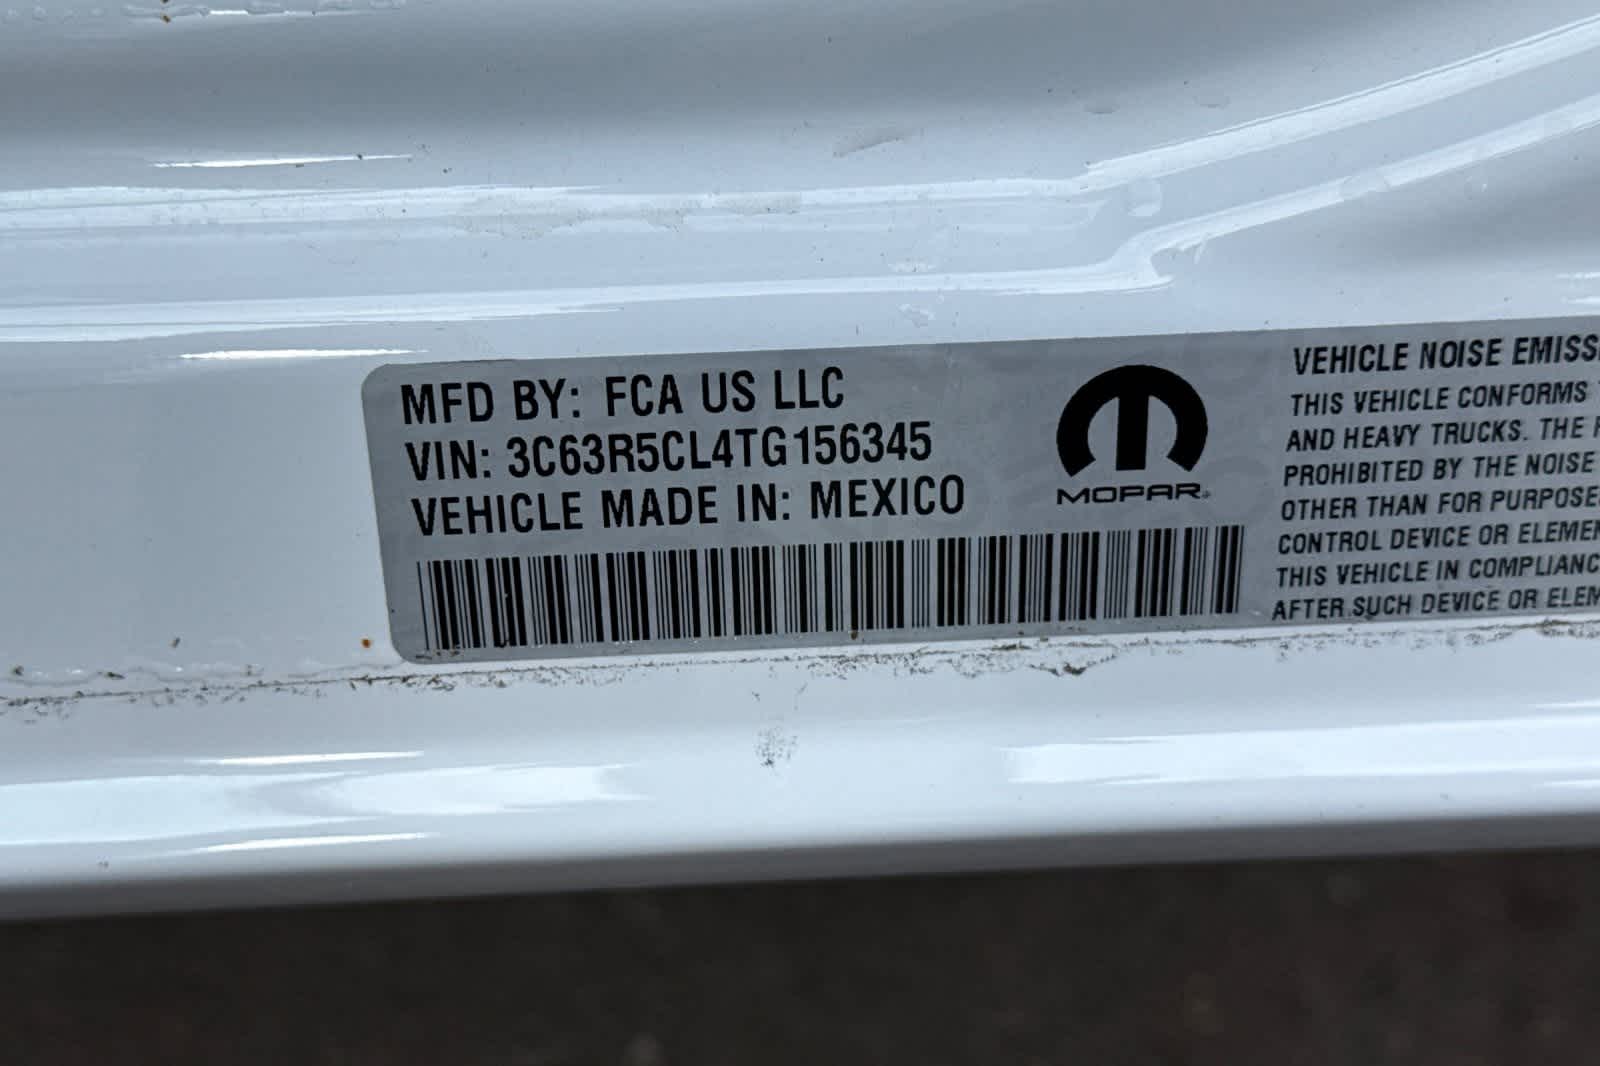 MFD BY: FCA US LLC
VIN: 3C63R5CL4TG156345
VEHICLE MADE IN: MEXICO
MOPAR
VEHICLE NOISE
THIS VEHICLE CONFORMS
AND HEAVY TRUCKS. THE
PROHIBITED BY THE NOISE
OTHER THAN FOR
CONTROL DEVICE OR
THIS VEHICLE IN
AFTER SUCH DEVICE OR